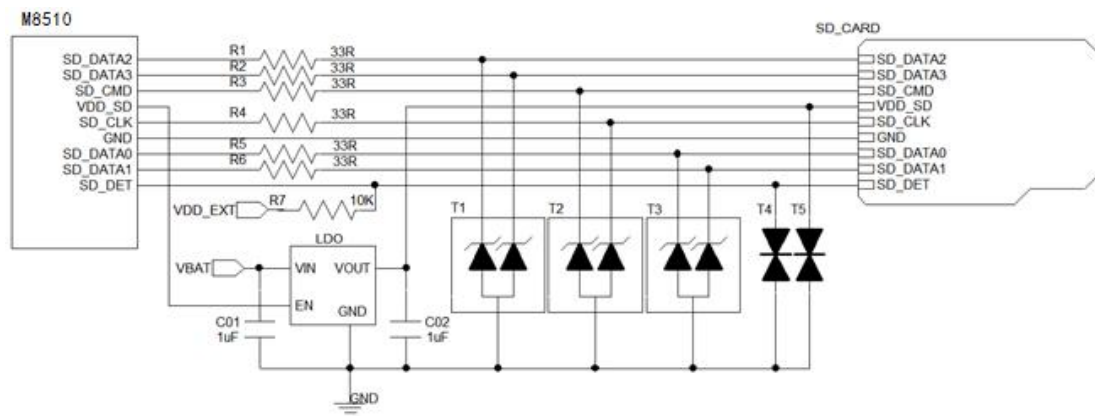 M8510
SD_CARD
SD_DATA2 R1 33R SD_DATA2
SD_DATA3 R2 33R SD_DATA3
SD_CMD R3 33R SD_CMD
VDD_SD VDD_SD
SD_CLK R4 33R SD_CLK
GND GND
SD_DATA0 R5 33R SD_DATA0
SD_DATA1 R6 33R SD_DATA1
SD_DET SD_DET
VDD_EXT R7 10K
T1 T2 T3 T4 T5
LDO
VBAT VIN VOUT
EN
GND
C01 C02
1uF 1uF
GND